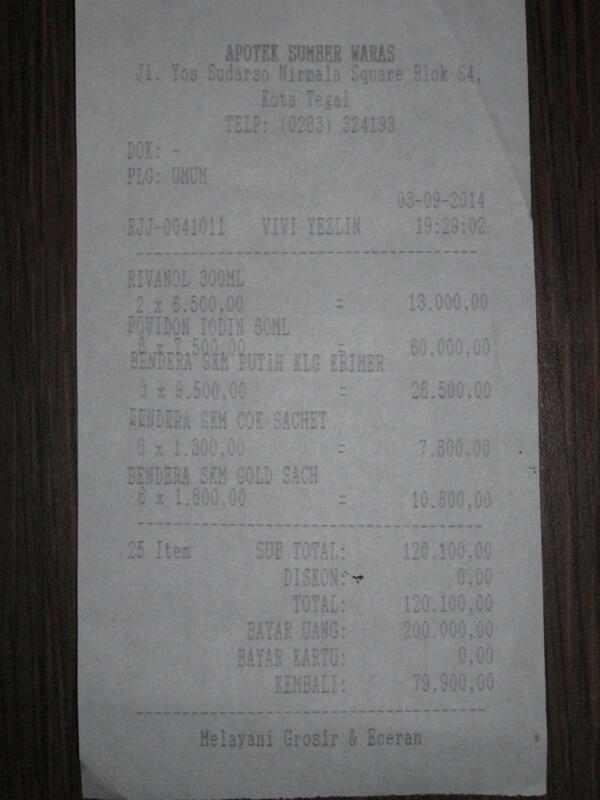 APOTEK SUMBER WARAS
Jl. Yos Sudarso Nirmala Square Blok S4,
Kota Tegal
TELP: (0283) 324193
DOK: -
PLG: UMUM
03-09-2014
RJJ-0041011 VIVI YEZLIN 19:29:02
RIVANOL 300ML
2 x 6.500,00 = 13.000,00
POVIDON IODIN 60ML
8 x 7.500,00 = 60.000,00
BENDERA SKM PUTIH KLG KRIMER
3 x 9.500,00 = 28.500,00
BENDERA SKM COK SACHET
6 x 1.300,00 = 7.800,00
BENDERA SKM GOLD SACH
6 x 1.800,00 = 10.800,00
25 Item SUB TOTAL: 120.100,00
DISKON: 0,00
TOTAL: 120.100,00
BAYAR UANG: 200.000,00
BAYAR KARTU: 0,00
KEMBALI: 79.900,00
Melayani Grosir & Eceran